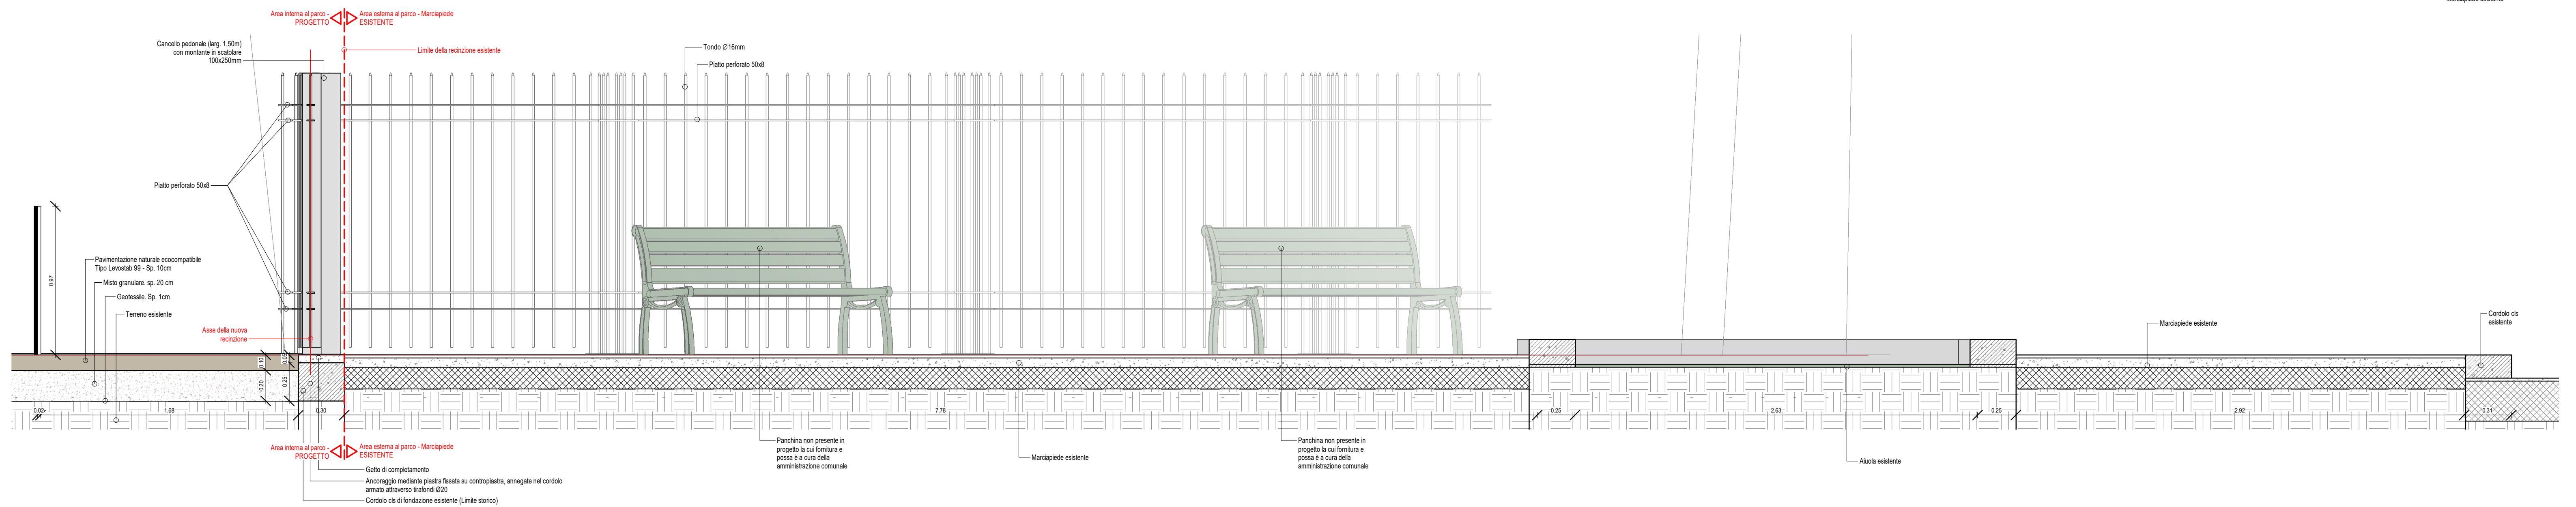 Area interna al parco -
PROGETTO
Area esterna al parco - Marciapiede
ESISTENTE
Cancello pedonale (larg. 1,50m)
con montante in scatolare
100x250mm
Limite della recinzione esistente
Tondo Ø16mm
Piatto perforato 50x8
Piatto perforato 50x8
0.97
Pavimentazione naturale ecocompatibile
Tipo Levostab 99 - Sp. 10cm
Misto granulare. sp. 20 cm
Geotessile. Sp. 1cm
Terreno esistente
Asse della nuova
recinzione
Marciapiede esistente
Cordolo cls
esistente
0.10
0.05
0.20
0.25
0.02
1.68
0.30
7.78
0.25
2.63
0.25
2.92
0.31
Area interna al parco -
PROGETTO
Area esterna al parco - Marciapiede
ESISTENTE
Getto di completamento
Ancoraggio mediante piastra fissata su contropiastra, annegate nel cordolo
armato attraverso tirafondi Ø20
Cordolo cls di fondazione esistente (Limite storico)
Panchina non presente in
progetto la cui fornitura e
possa è a cura della
amministrazione comunale
Marciapiede esistente
Panchina non presente in
progetto la cui fornitura e
possa è a cura della
amministrazione comunale
Aiuola esistente